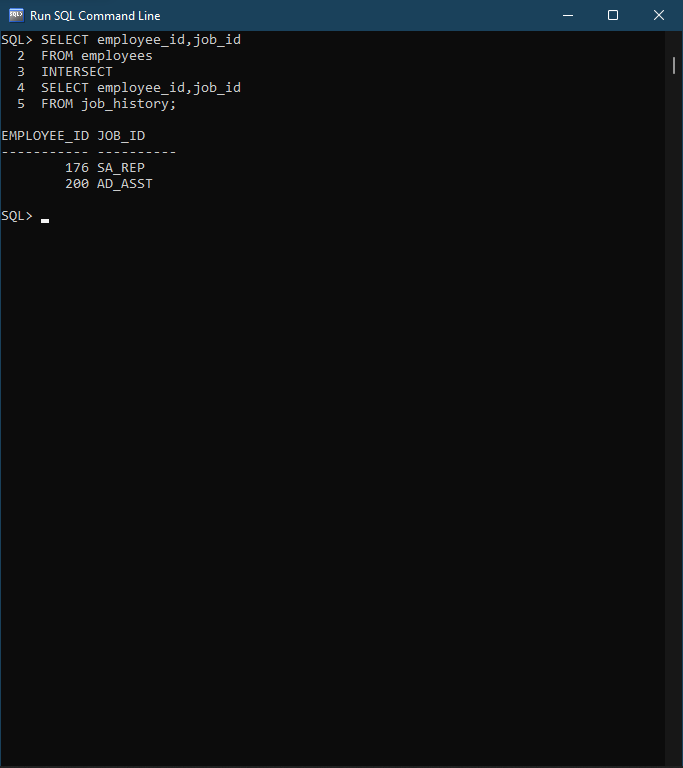 Run SQL Command Line
SQL> SELECT employee_id,job_id
  2  FROM employees
  3  INTERSECT
  4  SELECT employee_id,job_id
  5  FROM job_history;
EMPLOYEE_ID JOB_ID
----------- ----------
        176 SA_REP
        200 AD_ASST
SQL>